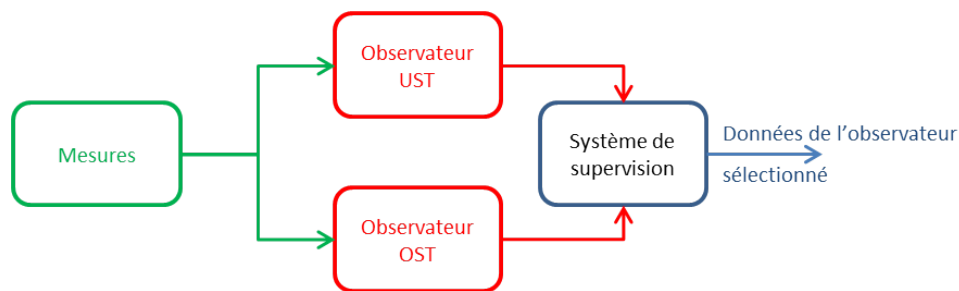 Mesures
Observateur
UST
Observateur
OST
Système de
supervision
Données de l’observateur
sélectionné